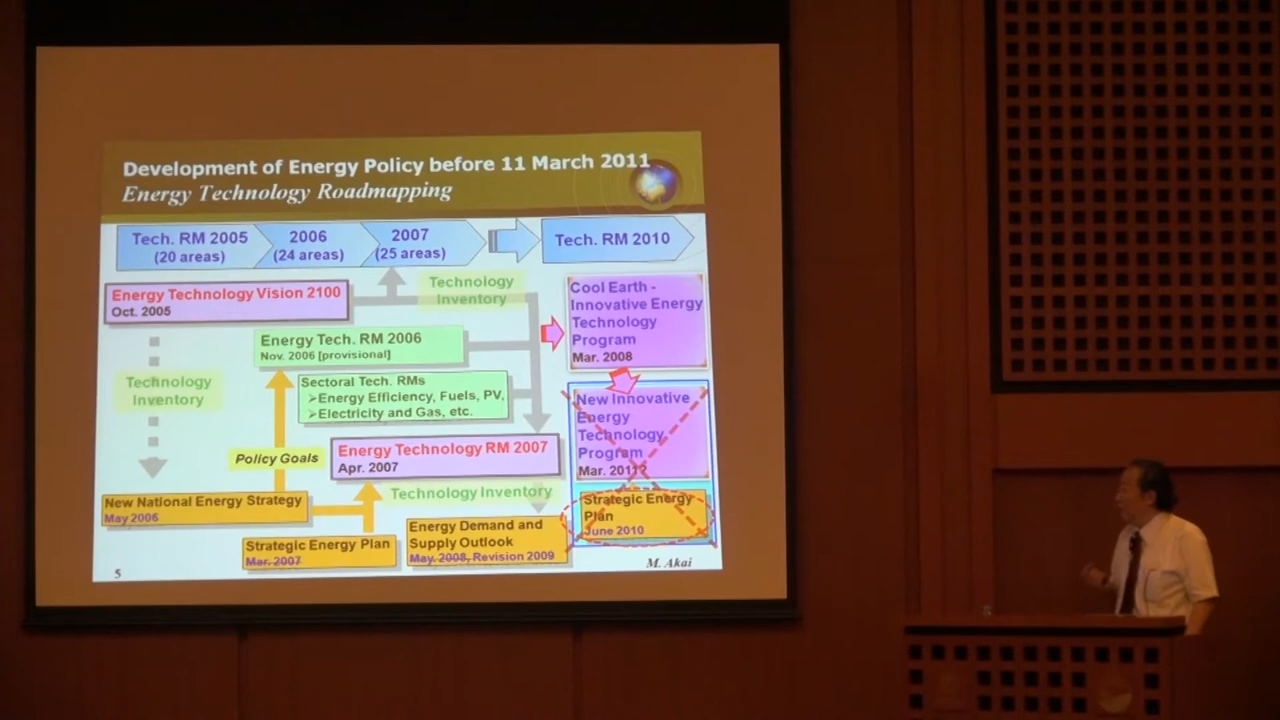 Development of Energy Policy before 11 March 2011
Energy Technology Roadmapping
Tech. RM 2005
(20 areas)
2006
(24 areas)
2007
(25 areas)
Tech. RM 2010
Energy Technology Vision 2100
Oct. 2005
Technology
Inventory
Cool Earth -
Innovative Energy
Technology
Program
Mar. 2008
Energy Tech. RM 2006
Nov. 2006 [provisional]
Technology
Inventory
Sectoral Tech. RMs
➢Energy Efficiency, Fuels, PV,
➢Electricity and Gas, etc.
New Innovative
Energy
Technology
Program
Mar. 2011?
Policy Goals
Energy Technology RM 2007
Apr. 2007
Technology Inventory
New National Energy Strategy
May 2006
Strategic Energy
Plan
June 2010
Strategic Energy Plan
Mar. 2007
Energy Demand and
Supply Outlook
May. 2008, Revision 2009
5
M. Akai